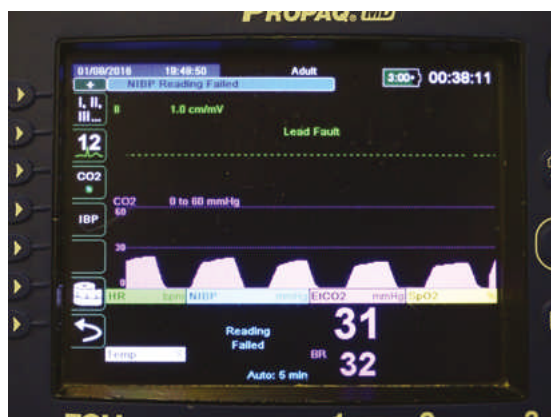 PROPAQ® MD
01/08/2016 19:49:50 Adult 3:00+ 00:38:11
NIBP Reading Failed
I, II, III... II 1.0 cm/mV
Lead Fault
12
CO2
CO2 0 to 60 mmHg
60
IBP
30
0
HR bpm NIBP mmHg EtCO2 mmHg SpO2 %
Reading
Failed
31
Temp
BR 32
Auto: 5 min